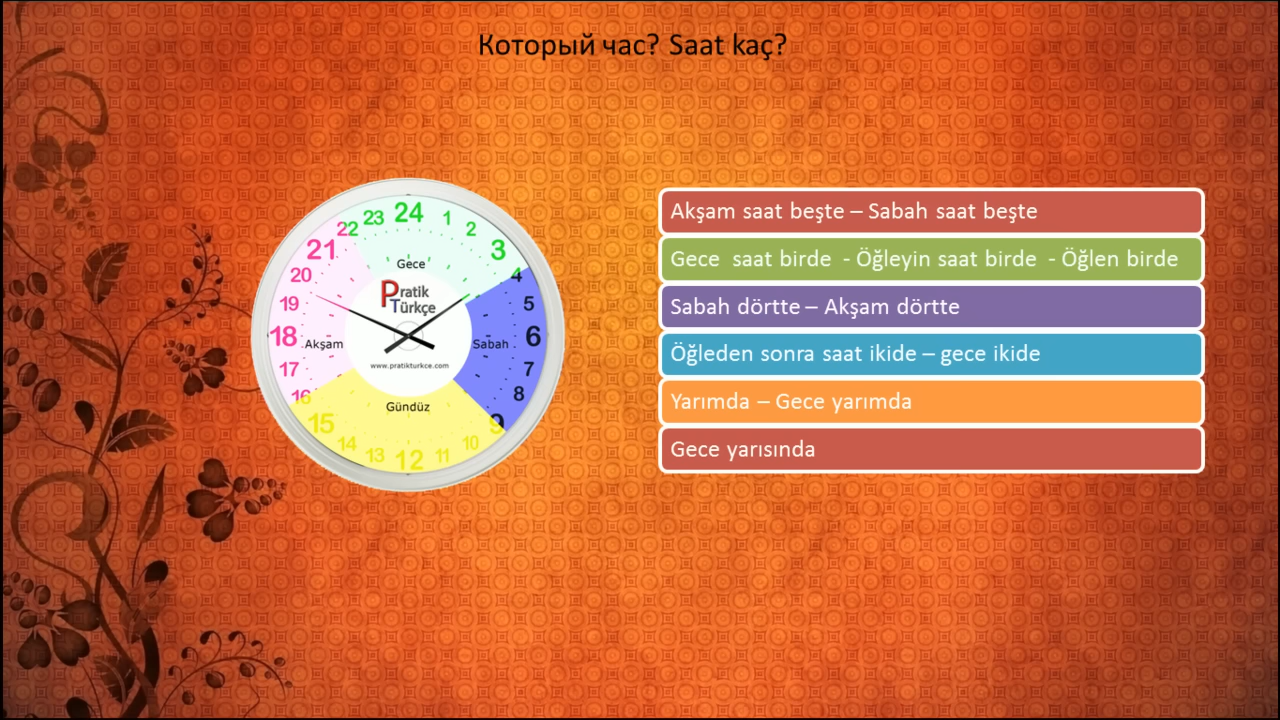 Который час? Saat kaç?
24
23
1
22
2
21
3
20
4
19
5
18
6
17
7
16
8
15
9
14
10
13
12
11
Gece
Pratik
Türkçe
Akşam
Sabah
www.pratikturkce.com
Gündüz
Akşam saat beşte – Sabah saat beşte
Gece saat birde - Öğleyin saat birde - Öğlen birde
Sabah dörtte – Akşam dörtte
Öğleden sonra saat ikide – gece ikide
Yarımda – Gece yarımda
Gece yarısında